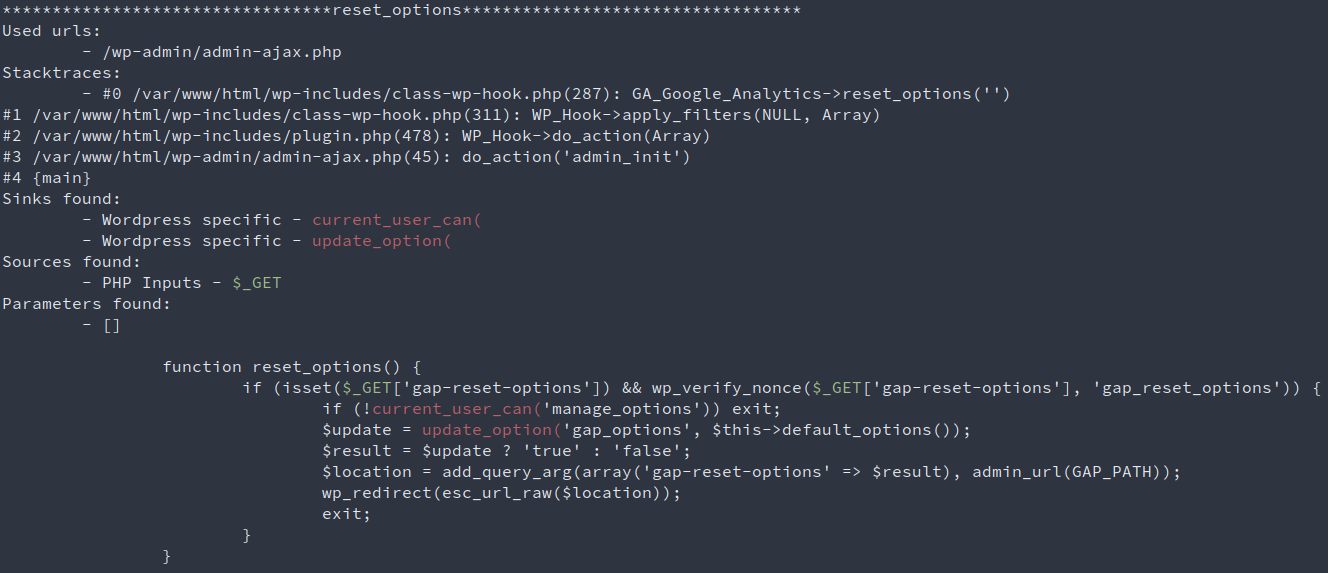 *********************************reset_options**********************************
Used urls:
        - /wp-admin/admin-ajax.php
Stacktraces:
        - #0 /var/www/html/wp-includes/class-wp-hook.php(287): GA_Google_Analytics->reset_options('')
#1 /var/www/html/wp-includes/class-wp-hook.php(311): WP_Hook->apply_filters(NULL, Array)
#2 /var/www/html/wp-includes/plugin.php(478): WP_Hook->do_action(Array)
#3 /var/www/html/wp-admin/admin-ajax.php(45): do_action('admin_init')
#4 {main}
Sinks found:
        - Wordpress specific - current_user_can(
        - Wordpress specific - update_option(
Sources found:
        - PHP Inputs - $_GET
Parameters found:
        - []
                function reset_options() {
                        if (isset($_GET['gap-reset-options']) && wp_verify_nonce($_GET['gap-reset-options'], 'gap_reset_options')) {
                                if (!current_user_can('manage_options')) exit;
                                $update = update_option('gap_options', $this->default_options());
                                $result = $update ? 'true' : 'false';
                                $location = add_query_arg(array('gap-reset-options' => $result), admin_url(GAP_PATH));
                                wp_redirect(esc_url_raw($location));
                                exit;
                        }
                }